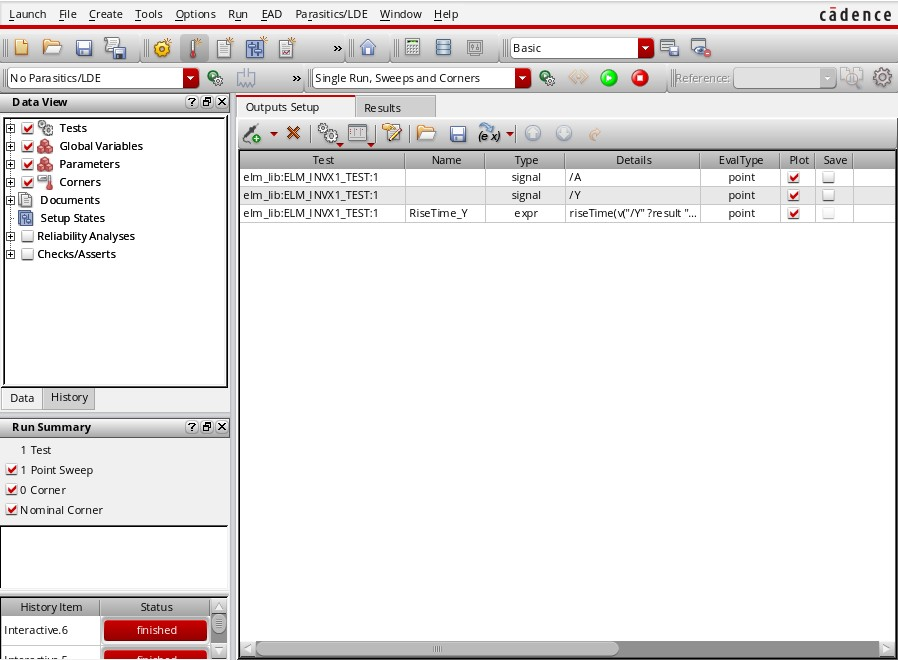 Launch File Create Tools Options Run EAD Parasitics/LDE Window Help
cādence
» Basic
No Parasitics/LDE » Single Run, Sweeps and Corners Reference:
Data View
Tests
Global Variables
Parameters
Corners
Documents
Setup States
Reliability Analyses
Checks/Asserts
Data History
Run Summary
1 Test
1 Point Sweep
0 Corner
Nominal Corner
History Item Status
Interactive.6 finished
Interactive.5 finished
Outputs Setup Results
(e x)
Test Name Type Details EvalType Plot Save
elm_lib:ELM_INVX1_TEST:1 signal /A point
elm_lib:ELM_INVX1_TEST:1 signal /Y point
elm_lib:ELM_INVX1_TEST:1 RiseTime_Y expr riseTime(v("/Y" ?result "... point